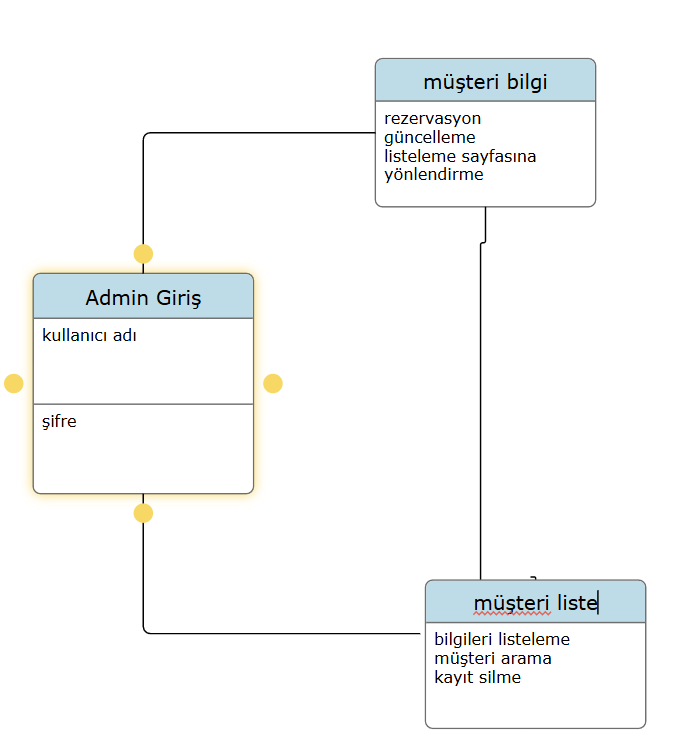 müşteri bilgi
rezervasyon
güncelleme
listeleme sayfasına
yönlendirme
Admin Giriş
kullanıcı adı
şifre
müşteri liste
bilgileri listeleme
müşteri arama
kayıt silme